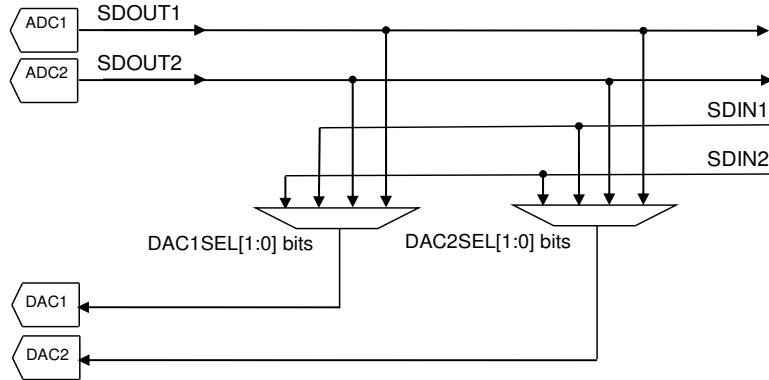 ADC1
SDOUT1
ADC2
SDOUT2
SDIN1
SDIN2
DAC1SEL[1:0] bits
DAC2SEL[1:0] bits
DAC1
DAC2